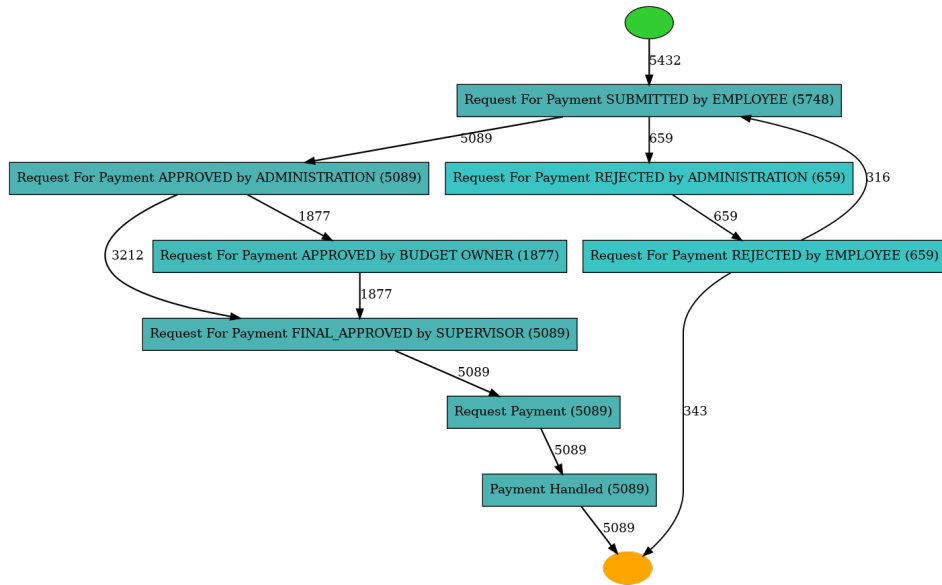 5432
Request For Payment SUBMITTED by EMPLOYEE (5748)
5089
659
Request For Payment APPROVED by ADMINISTRATION (5089)
Request For Payment REJECTED by ADMINISTRATION (659)
316
1877
659
3212
Request For Payment APPROVED by BUDGET OWNER (1877)
Request For Payment REJECTED by EMPLOYEE (659)
1877
Request For Payment FINAL_APPROVED by SUPERVISOR (5089)
5089
Request Payment (5089)
343
5089
Payment Handled (5089)
5089